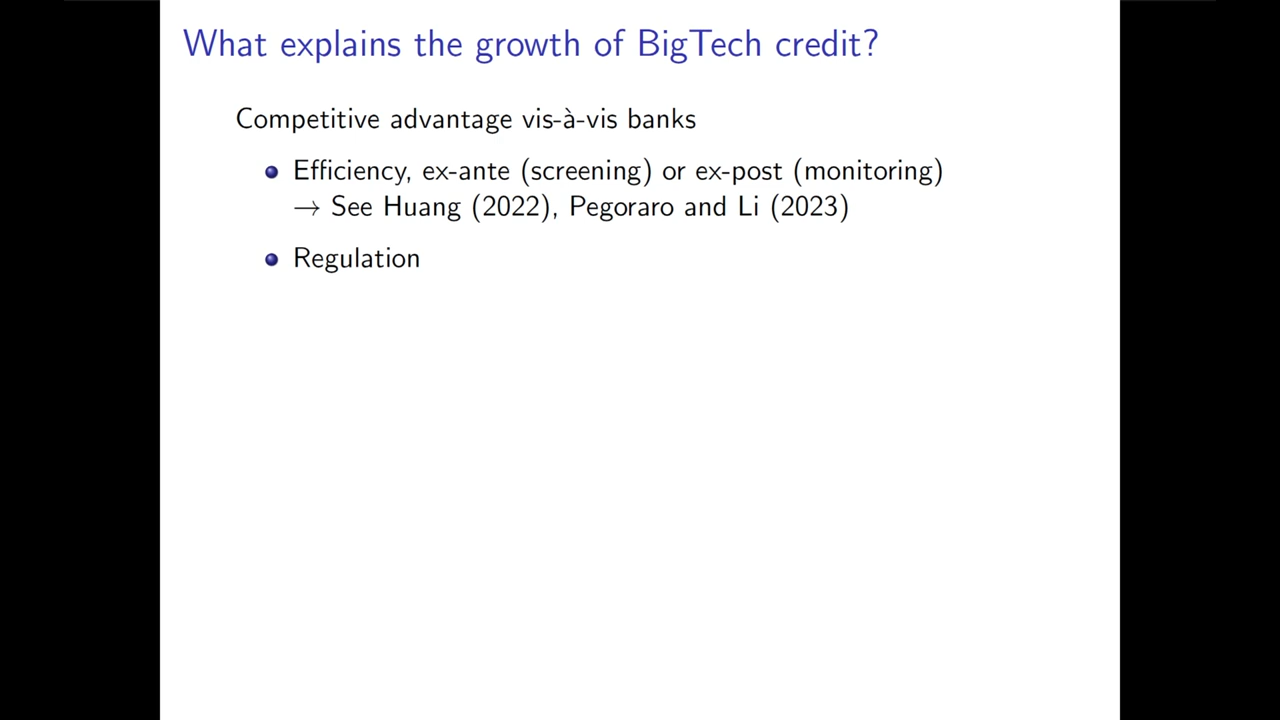 What explains the growth of BigTech credit?
Competitive advantage vis-à-vis banks
Efficiency, ex-ante (screening) or ex-post (monitoring)
→ See Huang (2022), Pegoraro and Li (2023)
Regulation